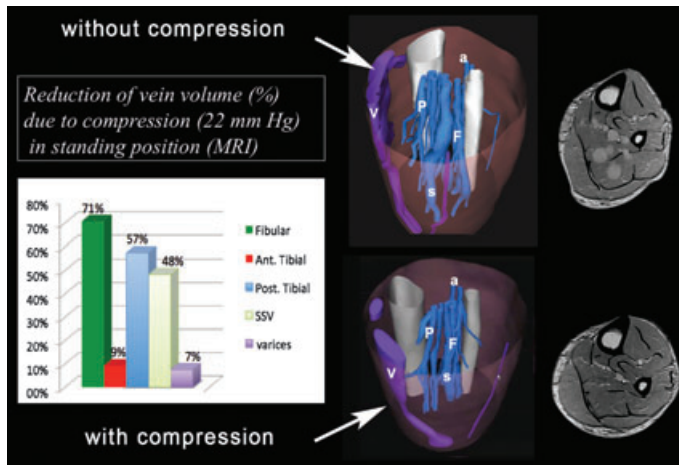 without compression
Reduction of vein volume (%)
due to compression (22 mm Hg)
in standing position (MRI)
80%
70%
60%
50%
40%
30%
20%
10%
00%
71%
9%
57%
48%
7%
Fibular
Ant. Tibial
Post. Tibial
SSV
varices
a
V
P
F
s
a
P
F
V
s
with compression